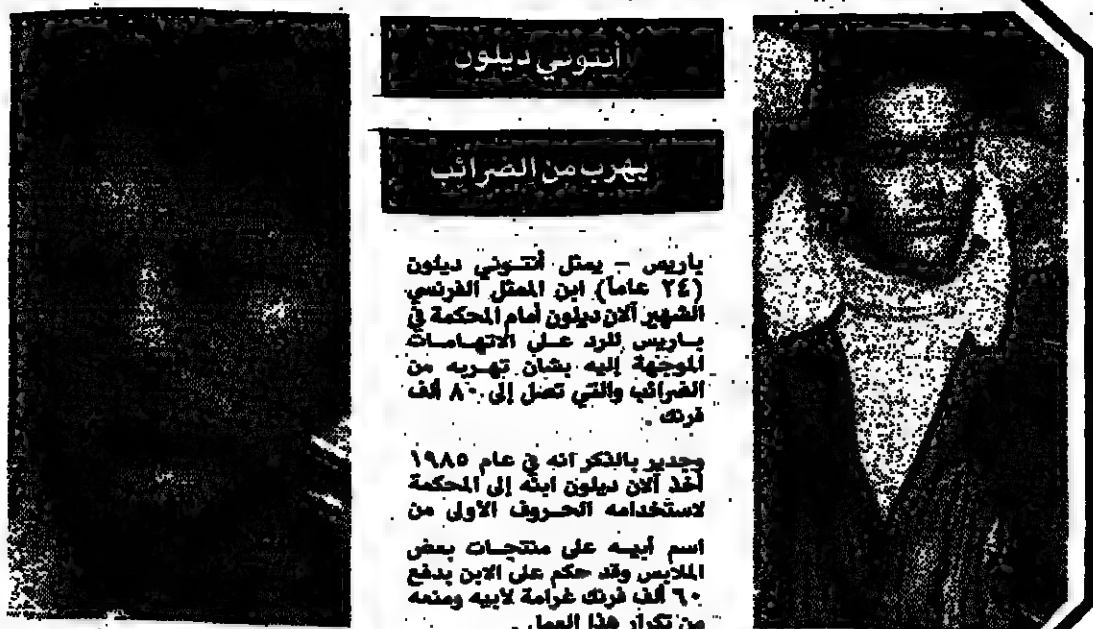 أنتوني ديلون
يهرب من الضرائب
باريس – يمثل أنتوني ديلون
(٢٤ عاماً) ابن الممثل الفرنسي
الشهير آلان ديلون أمام المحكمة في
باريس للرد على الاتهامات
الموجهة إليه بشأن تهربه من
الضرائب والتي تصل إلى ٨٠ ألف
فرنك .
وجدير بالذكر أنه في عام ١٩٨٥
أخذ آلان ديلون ابنه إلى المحكمة
لاستخدامه الحروف الأولى من
اسم أبيه على منتجات بعض
الملابس وقد حكم على الابن بدفع
٦٠ ألف فرنك غرامة لأبيه ومنعه
من تكرار هذا العمل .